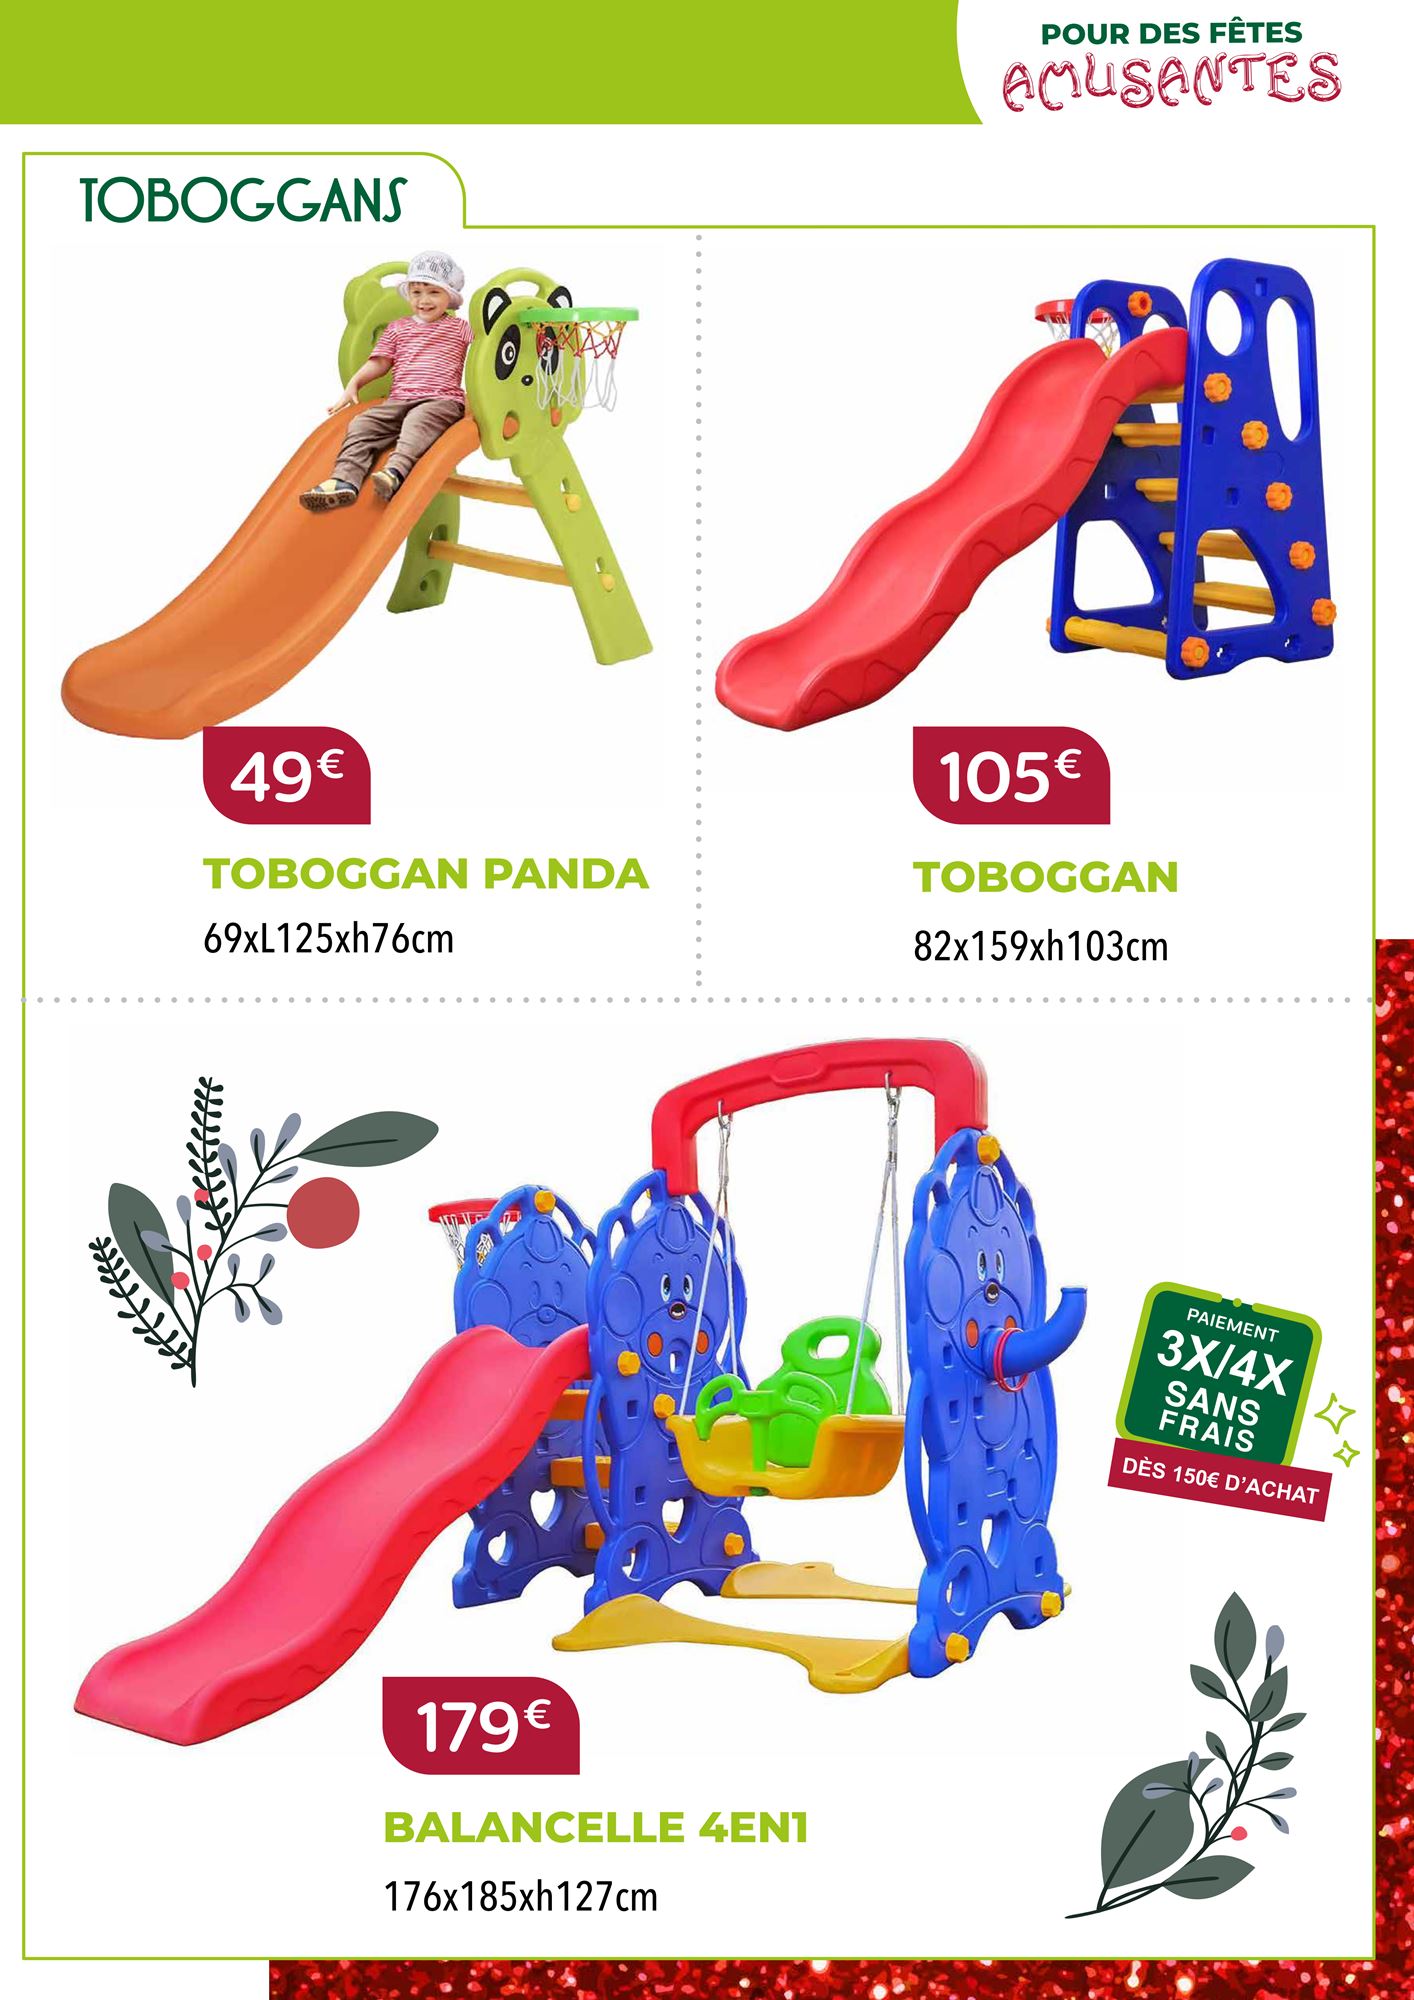 POUR DES FÊTES
AMUSANTES
TOBOGGANS
49€
TOBOGGAN PANDA
69xL125xh76cm
105€
TOBOGGAN
82x159xh103cm
PAIEMENT
3X/4X
SANS
FRAIS
DÈS 150€ D'ACHAT
179€
BALANCELLE 4EN1
176x185xh127cm